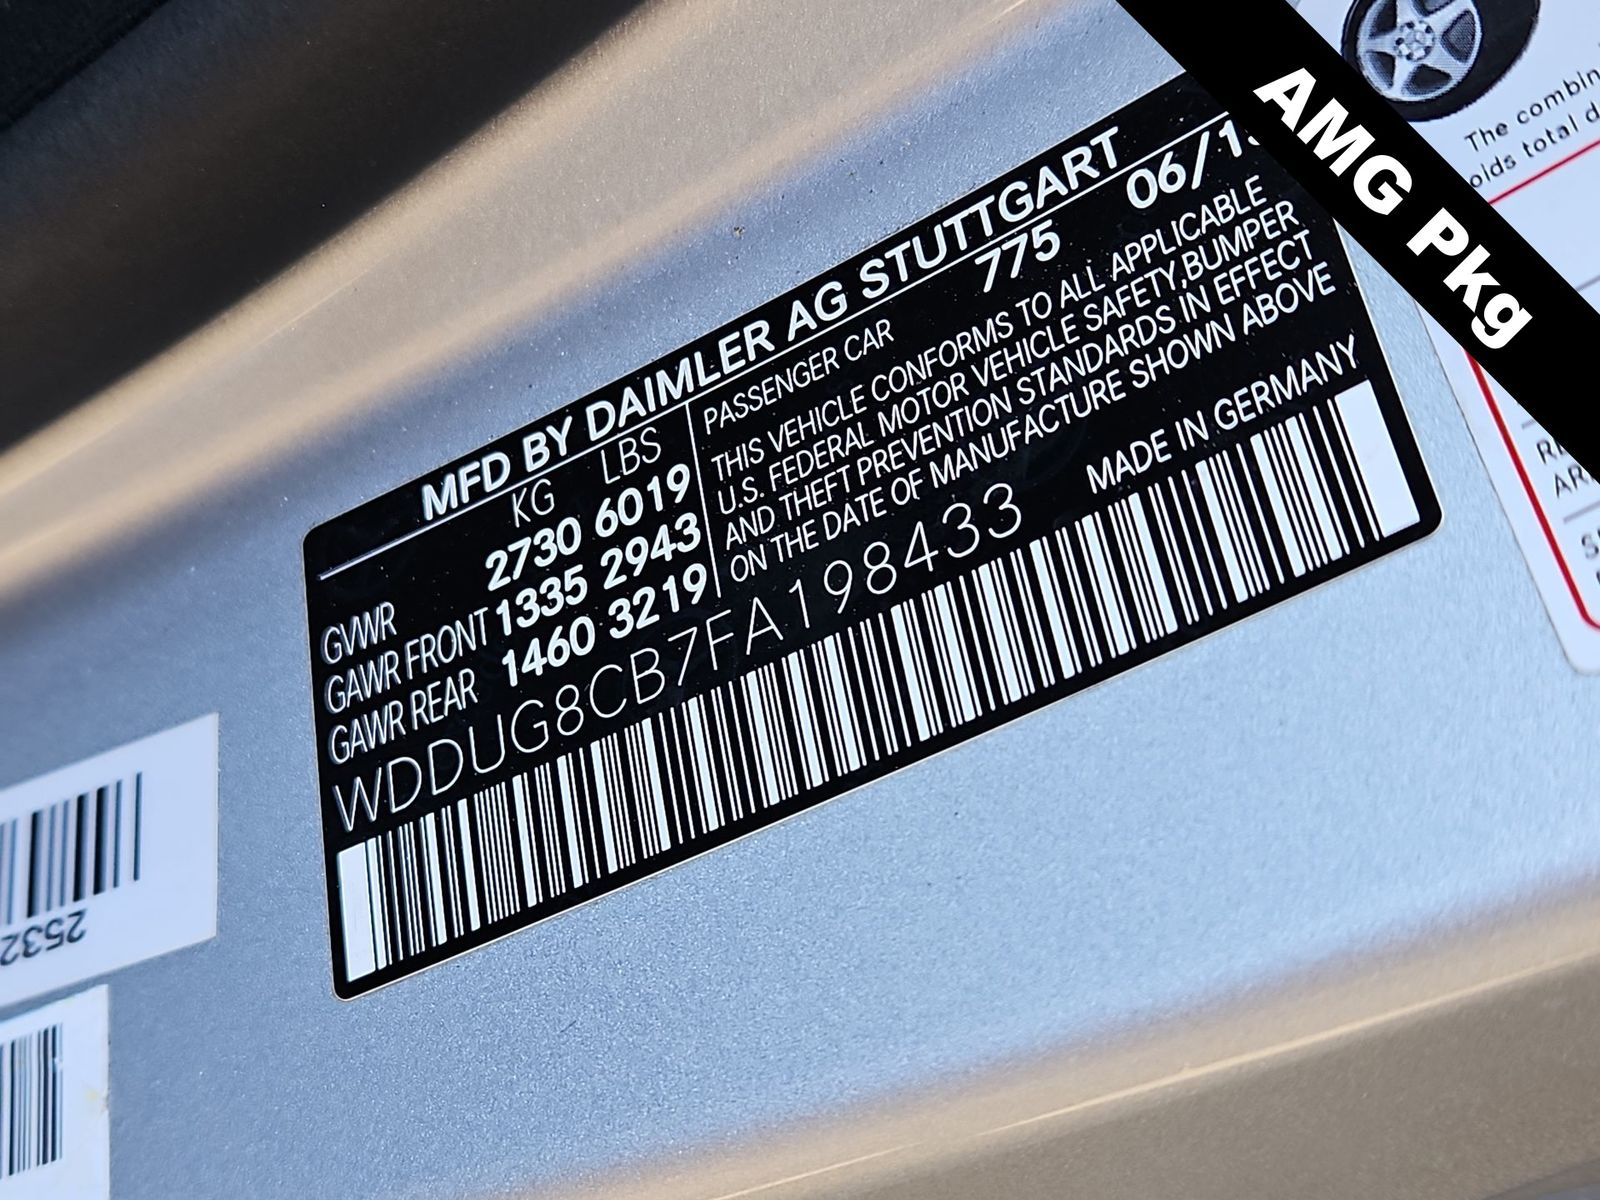 AMG Pkg
MFD BY DAIMLER AG STUTTGART
KG LBS
GVWR 2730 6019
GAWR FRONT 1335 2943
GAWR REAR 1460 3219
775 06/1
PASSENGER CAR
THIS VEHICLE CONFORMS TO ALL APPLICABLE
U.S. FEDERAL MOTOR VEHICLE SAFETY,BUMPER
AND THEFT PREVENTION STANDARDS IN EFFECT
ON THE DATE OF MANUFACTURE SHOWN ABOVE
WDDUG8CB7FA198433 MADE IN GERMANY
The combin
oids total d
2532